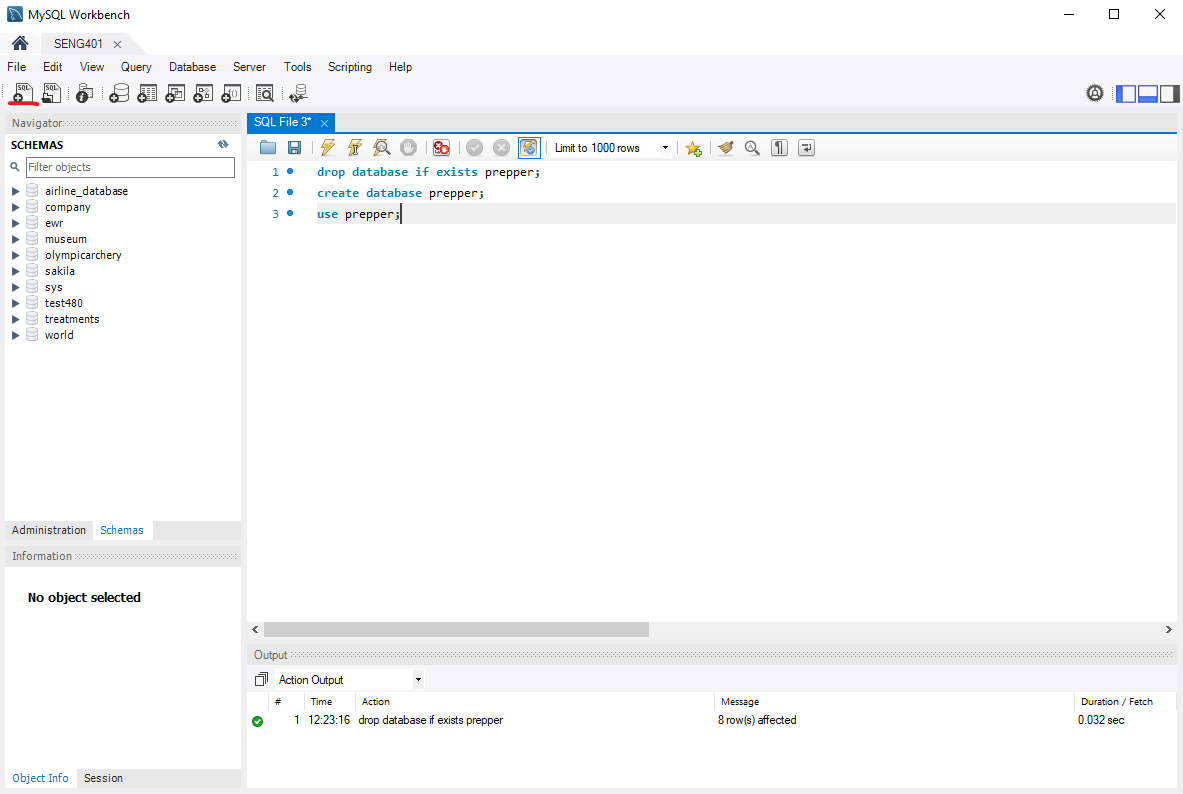 MySQL Workbench
SENG401
File Edit View Query Database Server Tools Scripting Help
SQL SQL
Navigator
SCHEMAS
Filter objects
airline_database
company
ewr
museum
olympicarchery
sakila
sys
test480
treatments
world
Administration Schemas
Information
No object selected
Object Info Session
SQL File 3*
Limit to 1000 rows
1 drop database if exists prepper;
2 create database prepper;
3 use prepper;
Output
Action Output
# Time Action Message Duration / Fetch
1 12:23:16 drop database if exists prepper 8 row(s) affected 0.032 sec